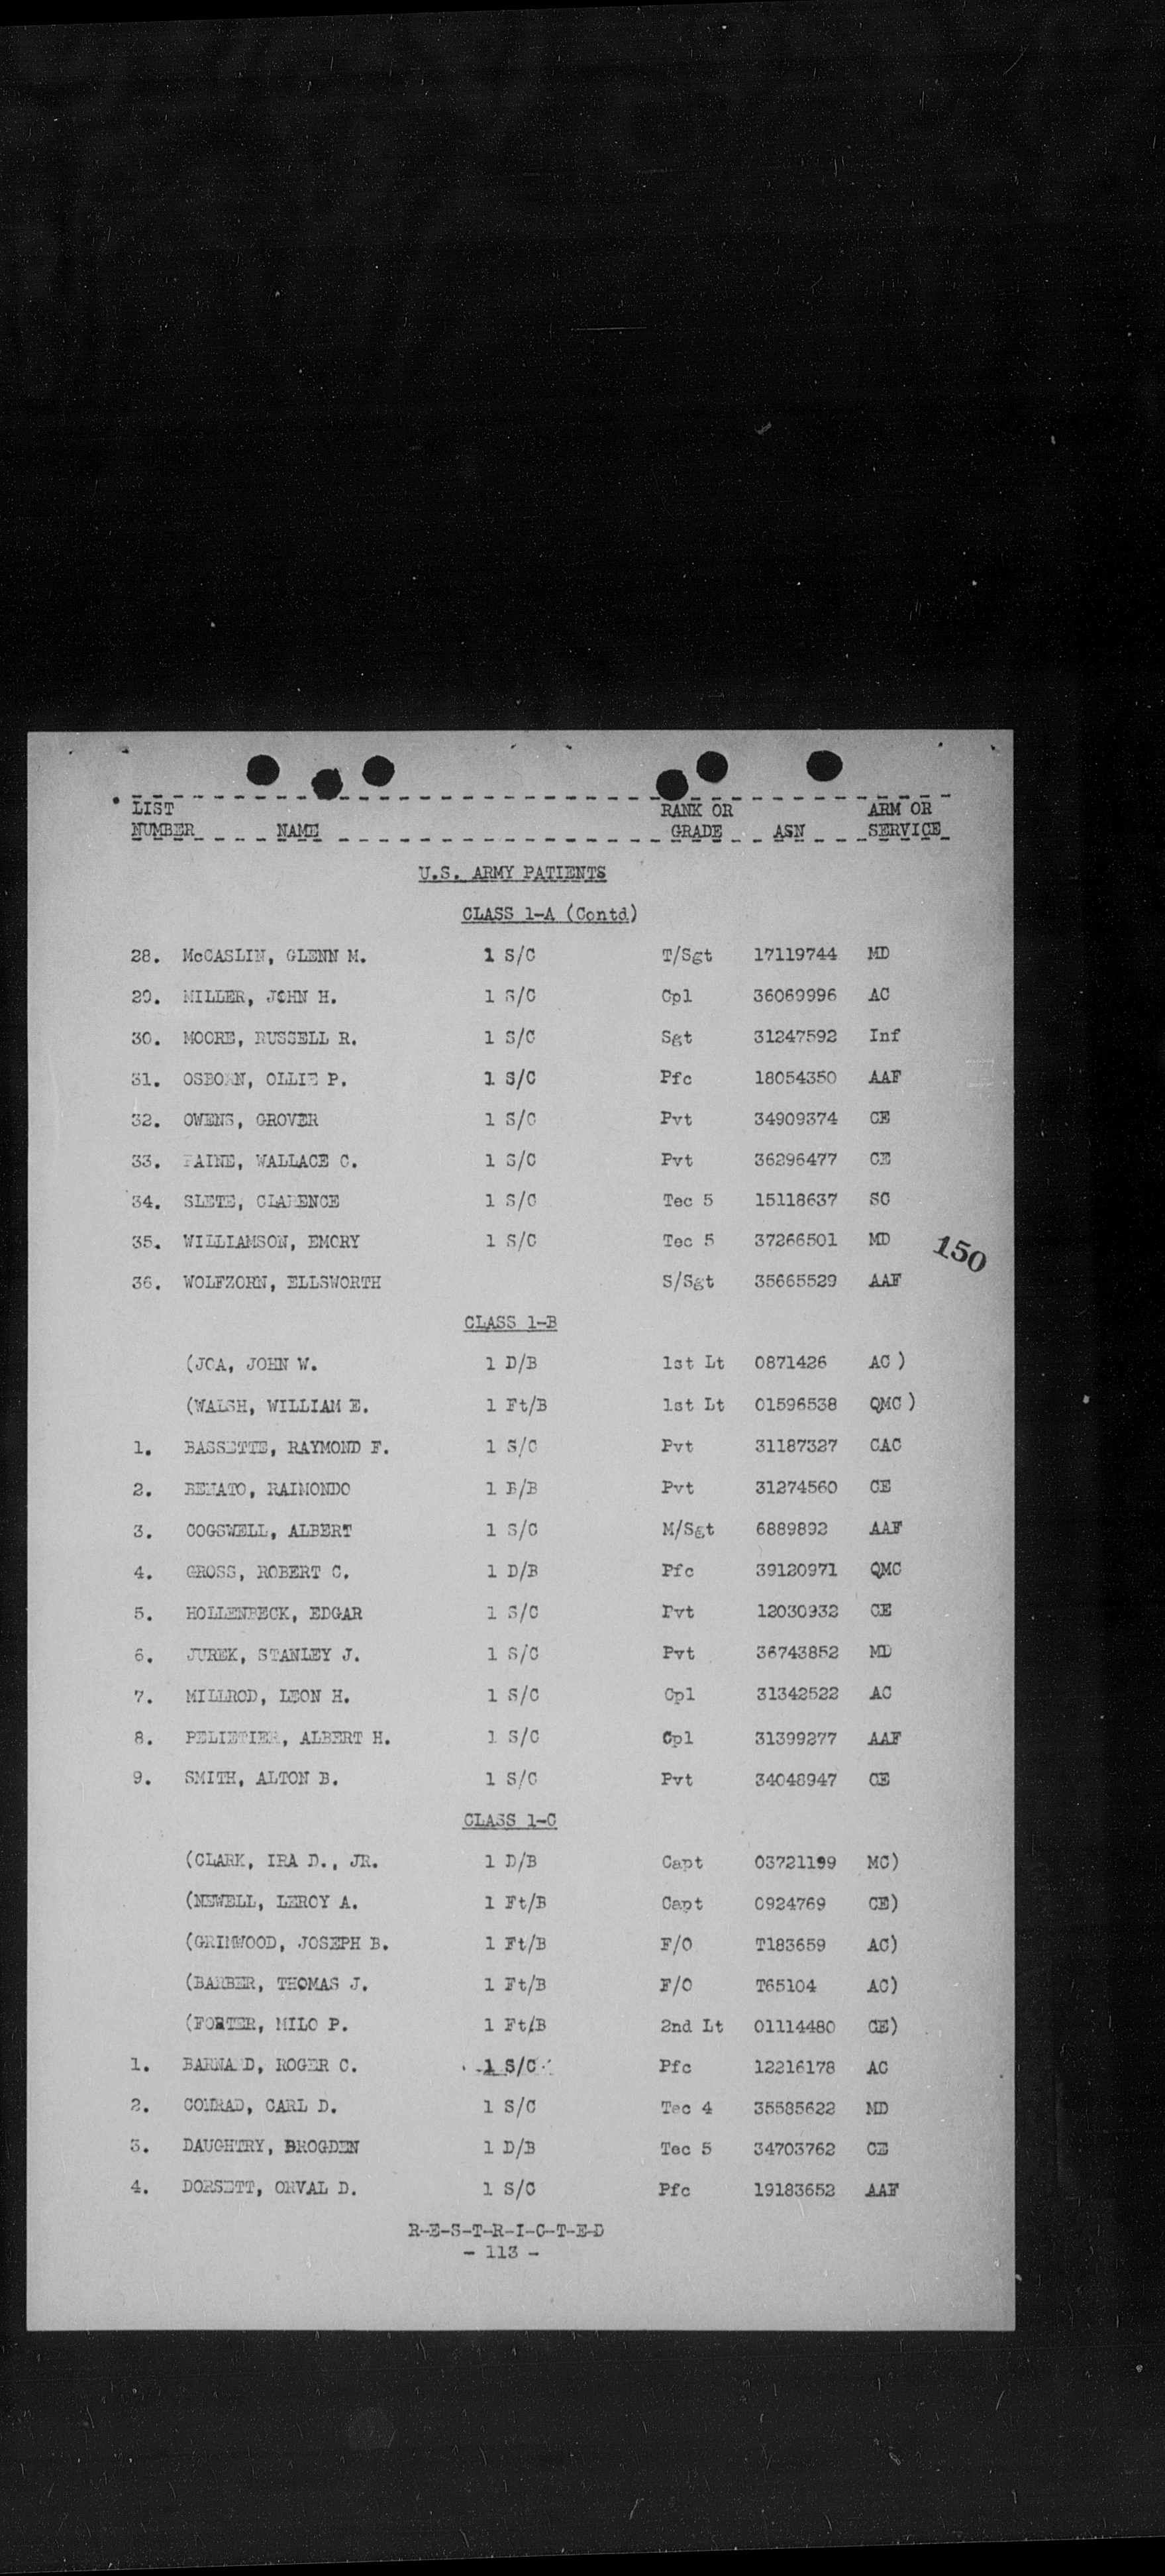 LIST RANK OR ARM OR
NUMBER NAME GRADE ASN SERVICE
U.S. ARMY PATIENTS
CLASS 1-A (Contd)
28. McCASLIN, GLENN M. 1 S/C T/Sgt 17119744 MD
29. MILLER, JOHN H. 1 S/C Cpl 36069996 AC
30. MOORE, RUSSELL R. 1 S/C Sgt 31247592 Inf
31. OSBORN, OLLIE P. 1 S/C Pfc 18054350 AAF
32. OWENS, GROVER 1 S/C Pvt 34909374 CE
33. PAINE, WALLACE C. 1 S/C Pvt 36296477 CE
34. SLETE, CLARENCE 1 S/C Tec 5 15118637 SC
35. WILLIAMSON, EMORY 1 S/C Tec 5 37266501 MD
150
36. WOLFZORN, ELLSWORTH S/Sgt 35665529 AAF
CLASS 1-B
(JOA, JOHN W. 1 D/B 1st Lt 0871426 AC )
(WALSH, WILLIAM E. 1 Ft/B 1st Lt 01596538 QMC )
1. BASSETTE, RAYMOND F. 1 S/C Pvt 31187327 CAC
2. RAIMONDO 1 B/B Pvt 31274560 CE
3. COGSWELL, ALBERT 1 S/C M/Sgt 6889892 AAF
4. GROSS, ROBERT C. 1 D/B Pfc 39120971 QMC
5. HOLLENBECK, EDGAR 1 S/C Pvt 12030932 CE
6. JUREK, STANLEY J. 1 S/C Pvt 36743852 MD
7. MILLROD, LEON H. 1 S/C Cpl 31342522 AC
8. PELIETIER, ALBERT H. 1 S/C Cpl 31399277 AAF
9. SMITH, ALTON B. 1 S/C Pvt 34048947 CE
CLASS 1-C
(CLARK, IRA D., JR. 1 D/B Capt 03721199 MC)
(NEWELL, LEROY A. 1 Ft/B Capt 0924769 CE)
(GRIMWOOD, JOSEPH B. 1 Ft/B F/O T183659 AC)
(BARBER, THOMAS J. 1 Ft/B F/O T65104 AC)
(FORTER, MILO P. 1 Ft/B 2nd Lt 01114480 CE)
1. BARNARD, ROGER C. 1 S/C Pfc 12216178 AC
2. CONRAD, CARL D. 1 S/C Tec 4 35585622 MD
3. DAUGHTRY, BROGDEN 1 D/B Tec 5 34703762 CE
4. DORSETT, ORVAL D. 1 S/C Pfc 19183652 AAF
R-E-S-T-R-I-C-T-E-D
- 113 -